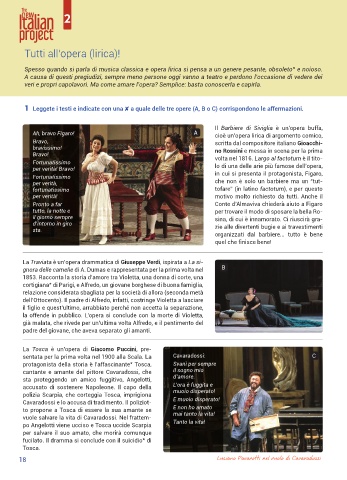 The
new
Italian
project
2
Tutti all'opera (lirica)!
Spesso quando si parla di musica classica e opera lirica si pensa a un genere pesante, obsoleto* e noioso.
A causa di questi pregiudizi, sempre meno persone oggi vanno a teatro e perdono l'occasione di vedere dei
veri e propri capolavori. Ma come amare l'opera? Semplice: basta conoscerla e capirla.
1 Leggete i testi e indicate con una x a quale delle tre opere (A, B o C) corrispondono le affermazioni.
A
Ah, bravo Figaro!
Bravo,
bravissimo!
Bravo!
Fortunatissimo
per verità! Bravo!
Fortunatissimo
per verità,
fortunatissimo
per verità!
Pronto a far
tutto, la notte e
il giorno sempre
d'intorno in giro
sta.
Il Barbiere di Siviglia è un'opera buffa,
cioè un'opera lirica di argomento comico,
scritta dal compositore italiano Gioacchi-
no Rossini e messa in scena per la prima
volta nel 1816. Largo al factotum è il tito-
lo di una delle arie più famose dell'opera,
in cui si presenta il protagonista, Figaro,
che non è solo un barbiere ma un "tut-
tofare" (in latino factotum), e per questo
motivo molto richiesto da tutti. Anche il
Conte d'Almaviva chiederà aiuto a Figaro
per trovare il modo di sposare la bella Ro-
sina, di cui è innamorato. Ci riuscirà gra-
zie alle divertenti bugie e ai travestimenti
organizzati dal barbiere... tutto è bene
quel che finisce bene!
La Traviata è un'opera drammatica di Giuseppe Verdi, ispirata a La si-
gnora delle camelie di A. Dumas e rappresentata per la prima volta nel
1853. Racconta la storia d'amore tra Violetta, una donna di corte, una
cortigiana* di Parigi, e Alfredo, un giovane borghese di buona famiglia,
relazione considerata sbagliata per la società di allora (seconda metà
dell'Ottocento). Il padre di Alfredo, infatti, costringe Violetta a lasciare
il figlio e quest'ultimo, arrabbiato perché non accetta la separazione,
la offende in pubblico. L'opera si conclude con la morte di Violetta,
già malata, che rivede per un'ultima volta Alfredo, e il pentimento del
padre del giovane, che aveva separato gli amanti.
B
La Tosca è un'opera di Giacomo Puccini, pre-
sentata per la prima volta nel 1900 alla Scala. La
protagonista della storia è l'affascinante* Tosca,
cantante e amante del pittore Cavaradossi, che
sta proteggendo un amico fuggitivo, Angelotti,
accusato di sostenere Napoleone. Il capo della
polizia Scarpia, che corteggia Tosca, imprigiona
Cavaradossi e lo accusa di tradimento. Il poliziot-
to propone a Tosca di essere la sua amante se
vuole salvare la vita di Cavaradossi. Nel frattem-
po Angelotti viene ucciso e Tosca uccide Scarpia
per salvare il suo amato, che morirà comunque
fucilato. Il dramma si conclude con il suicidio* di
Tosca.
C
Cavaradossi:
Svanì per sempre
il sogno mio
d'amore.
L'ora è fuggita e
muoio disperato!
E muoio disperato!
E non ho amato
mai tanto la vita!
Tanto la vita!
18
Luciano Pavarotti nel ruolo di Cavaradossi